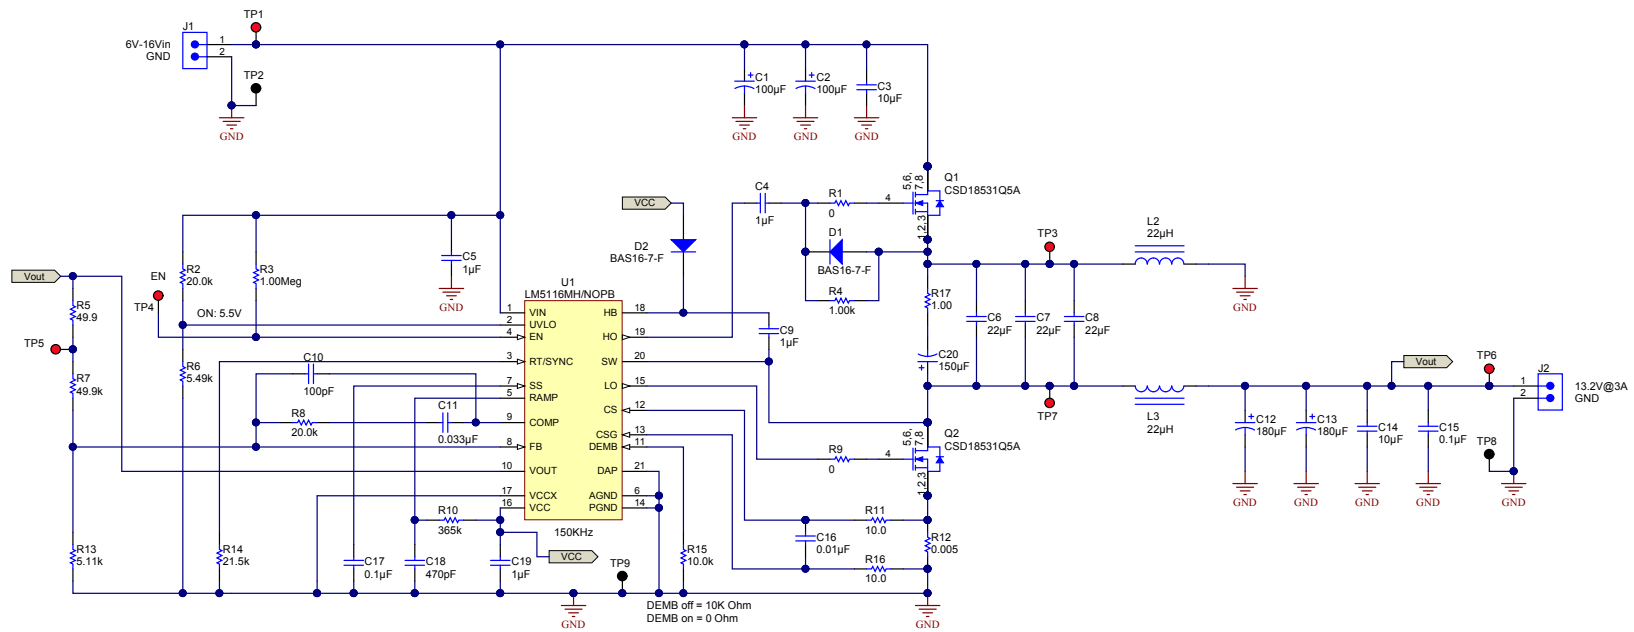 TP1
J1
6V-16Vin
GND
1
2
TP2
GND
+
C1
100µF
GND
+
C2
100µF
GND
C3
10µF
GND
5,6,
7,8
Q1
CSD18531Q5A
4
1,2,3
VCC
C4
1µF
R1
0
D1
BAS16-7-F
R4
1.00k
D2
BAS16-7-F
TP3
L2
22µH
GND
R17
1.00
C6
22µF
C7
22µF
C8
22µF
C20
150µF
+
Vout
R5
49.9
TP5
R7
49.9k
EN
TP4
R2
20.0k
R3
1.00Meg
ON: 5.5V
R6
5.49k
C5
1µF
GND
U1
LM5116MH/NOPB
1
VIN
HB
18
2
UVLO
4
EN
HO
19
3
RT/SYNC
SW
20
7
SS
LO
15
5
RAMP
CS
12
9
COMP
CSG
13
8
FB
DEMB
11
10
VOUT
DAP
21
17
VCCX
AGND
6
16
VCC
PGND
14
150KHz
C9
1µF
C10
100pF
R8
20.0k
C11
0.033µF
TP7
L3
22µH
Vout
TP6
J2
1
2
13.2V@3A
GND
+
C12
180µF
GND
+
C13
180µF
GND
C14
10µF
GND
C15
0.1µF
GND
TP8
GND
5,6,
7,8
Q2
CSD18531Q5A
R9
0
4
1,2,3
R11
10.0
C16
0.01µF
R12
0.005
R16
10.0
R13
5.11k
R14
21.5k
C17
0.1µF
R10
365k
C18
470pF
C19
1µF
VCC
TP9
R15
10.0k
GND
DEMB off = 10K Ohm
DEMB on = 0 Ohm
GND